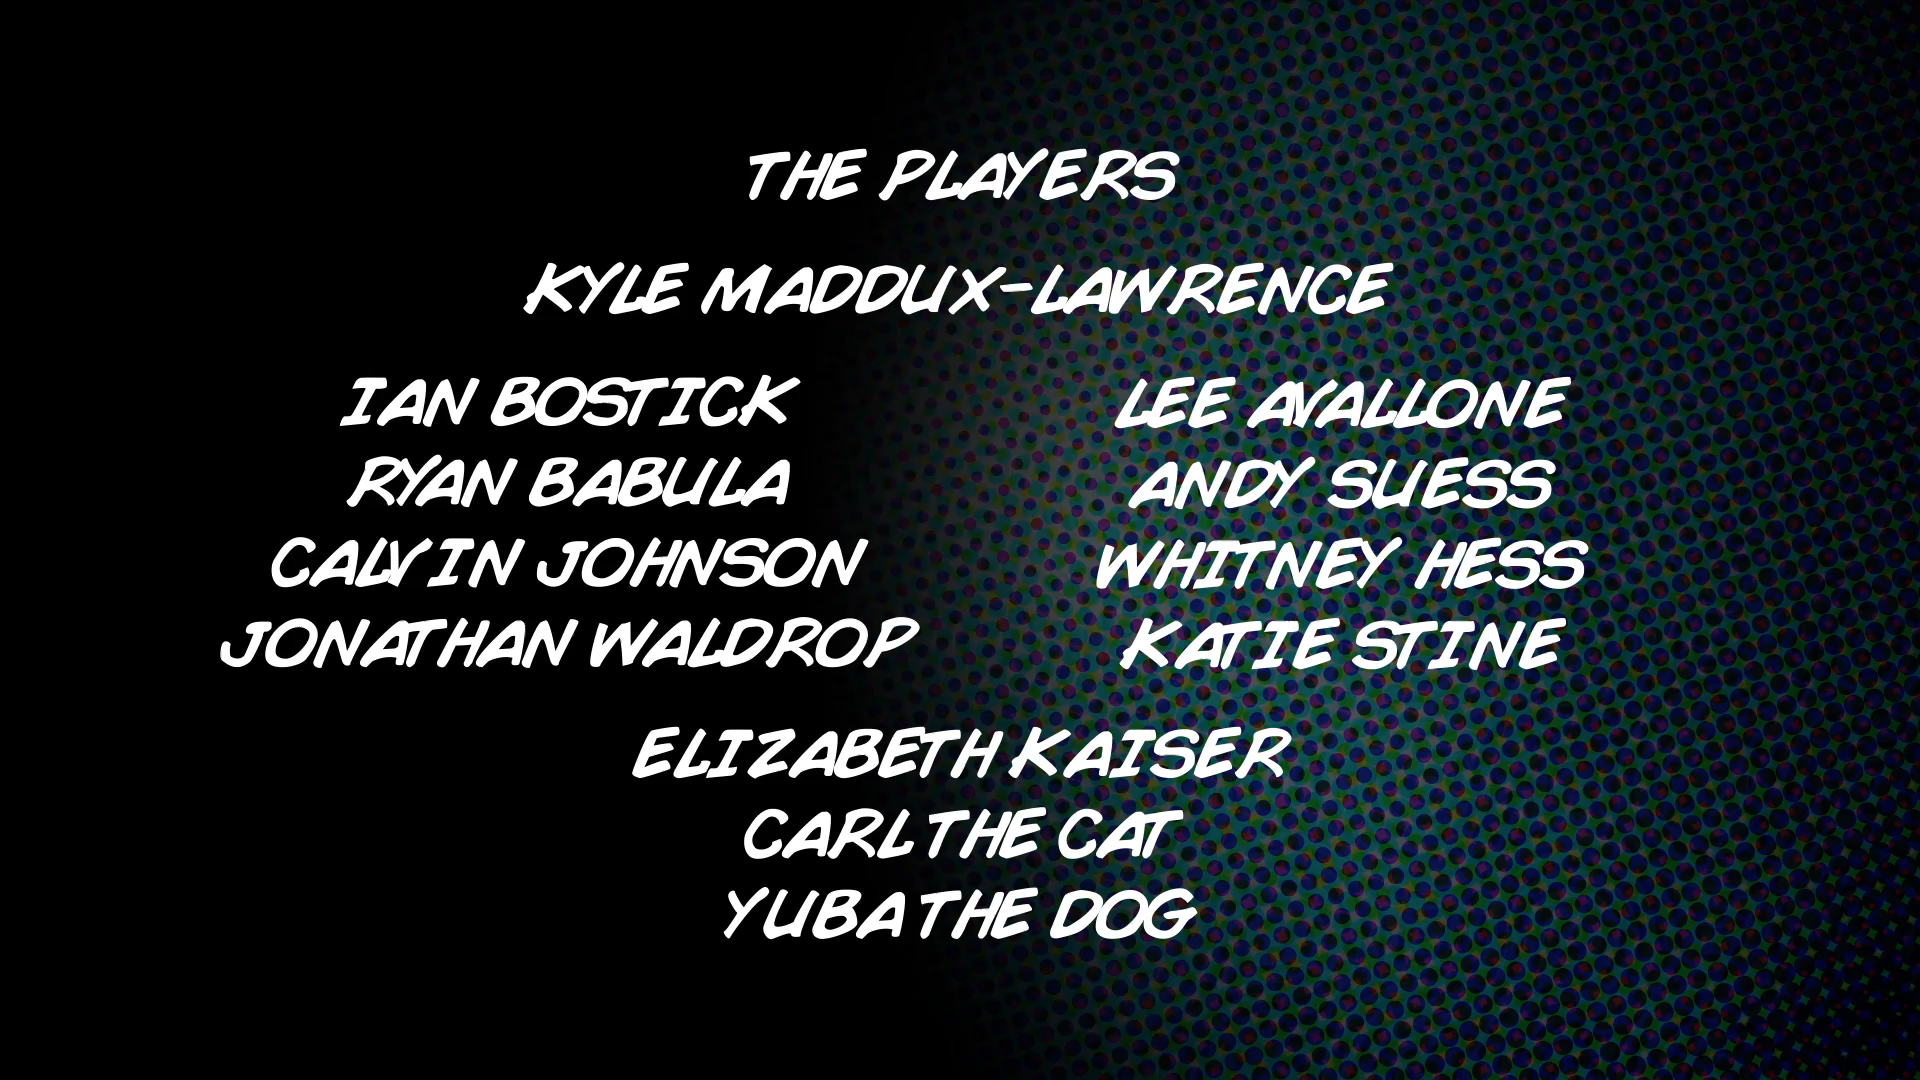 THE PLAYERS
KYLE MADDUX-LAWRENCE
IAN BOSTICK
RYAN BABULA
CALVIN JOHNSON
JONATHAN WALDROP
LEE AVALLONE
ANDY SUESS
WHITNEY HESS
KATIE STINE
ELIZABETH KAISER
CARL THE CAT
YUBA THE DOG